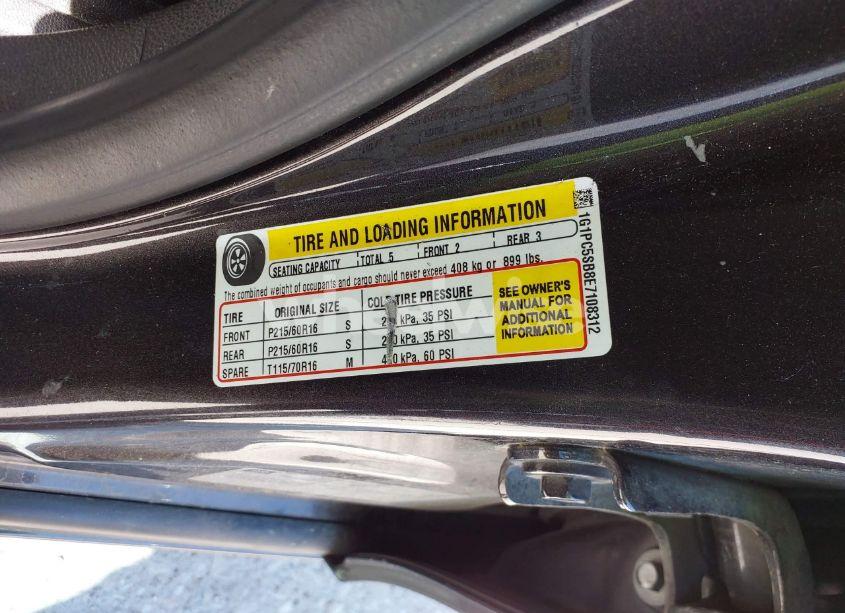 TIRE AND LOADING INFORMATION
SEATING CAPACITY TOTAL 5 FRONT 2 REAR 3
The combined weight of occupants and cargo should never exceed 408 kg or 899 lbs.
TIRE ORIGINAL SIZE COLD TIRE PRESSURE
FRONT P215/60R16 S kPa, 35 PSI
REAR P215/60R16 S kPa, 35 PSI
SPARE T115/70R16 M kPa, 60 PSI
SEE OWNER'S
MANUAL FOR
ADDITIONAL
INFORMATION
1G1PC5SB8E7108312